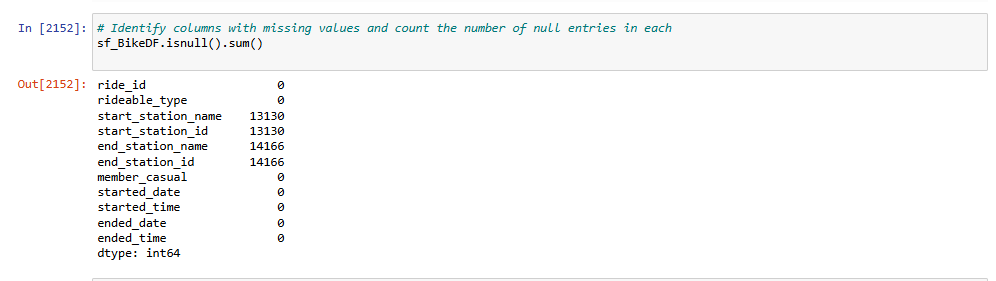 In [2152]: # Identify columns with missing values and count the number of null entries in each
sf_BikeDF.isnull().sum()
Out[2152]: ride_id 0
rideable_type 0
start_station_name 13130
start_station_id 13130
end_station_name 14166
end_station_id 14166
member_casual 0
started_date 0
started_time 0
ended_date 0
ended_time 0
dtype: int64